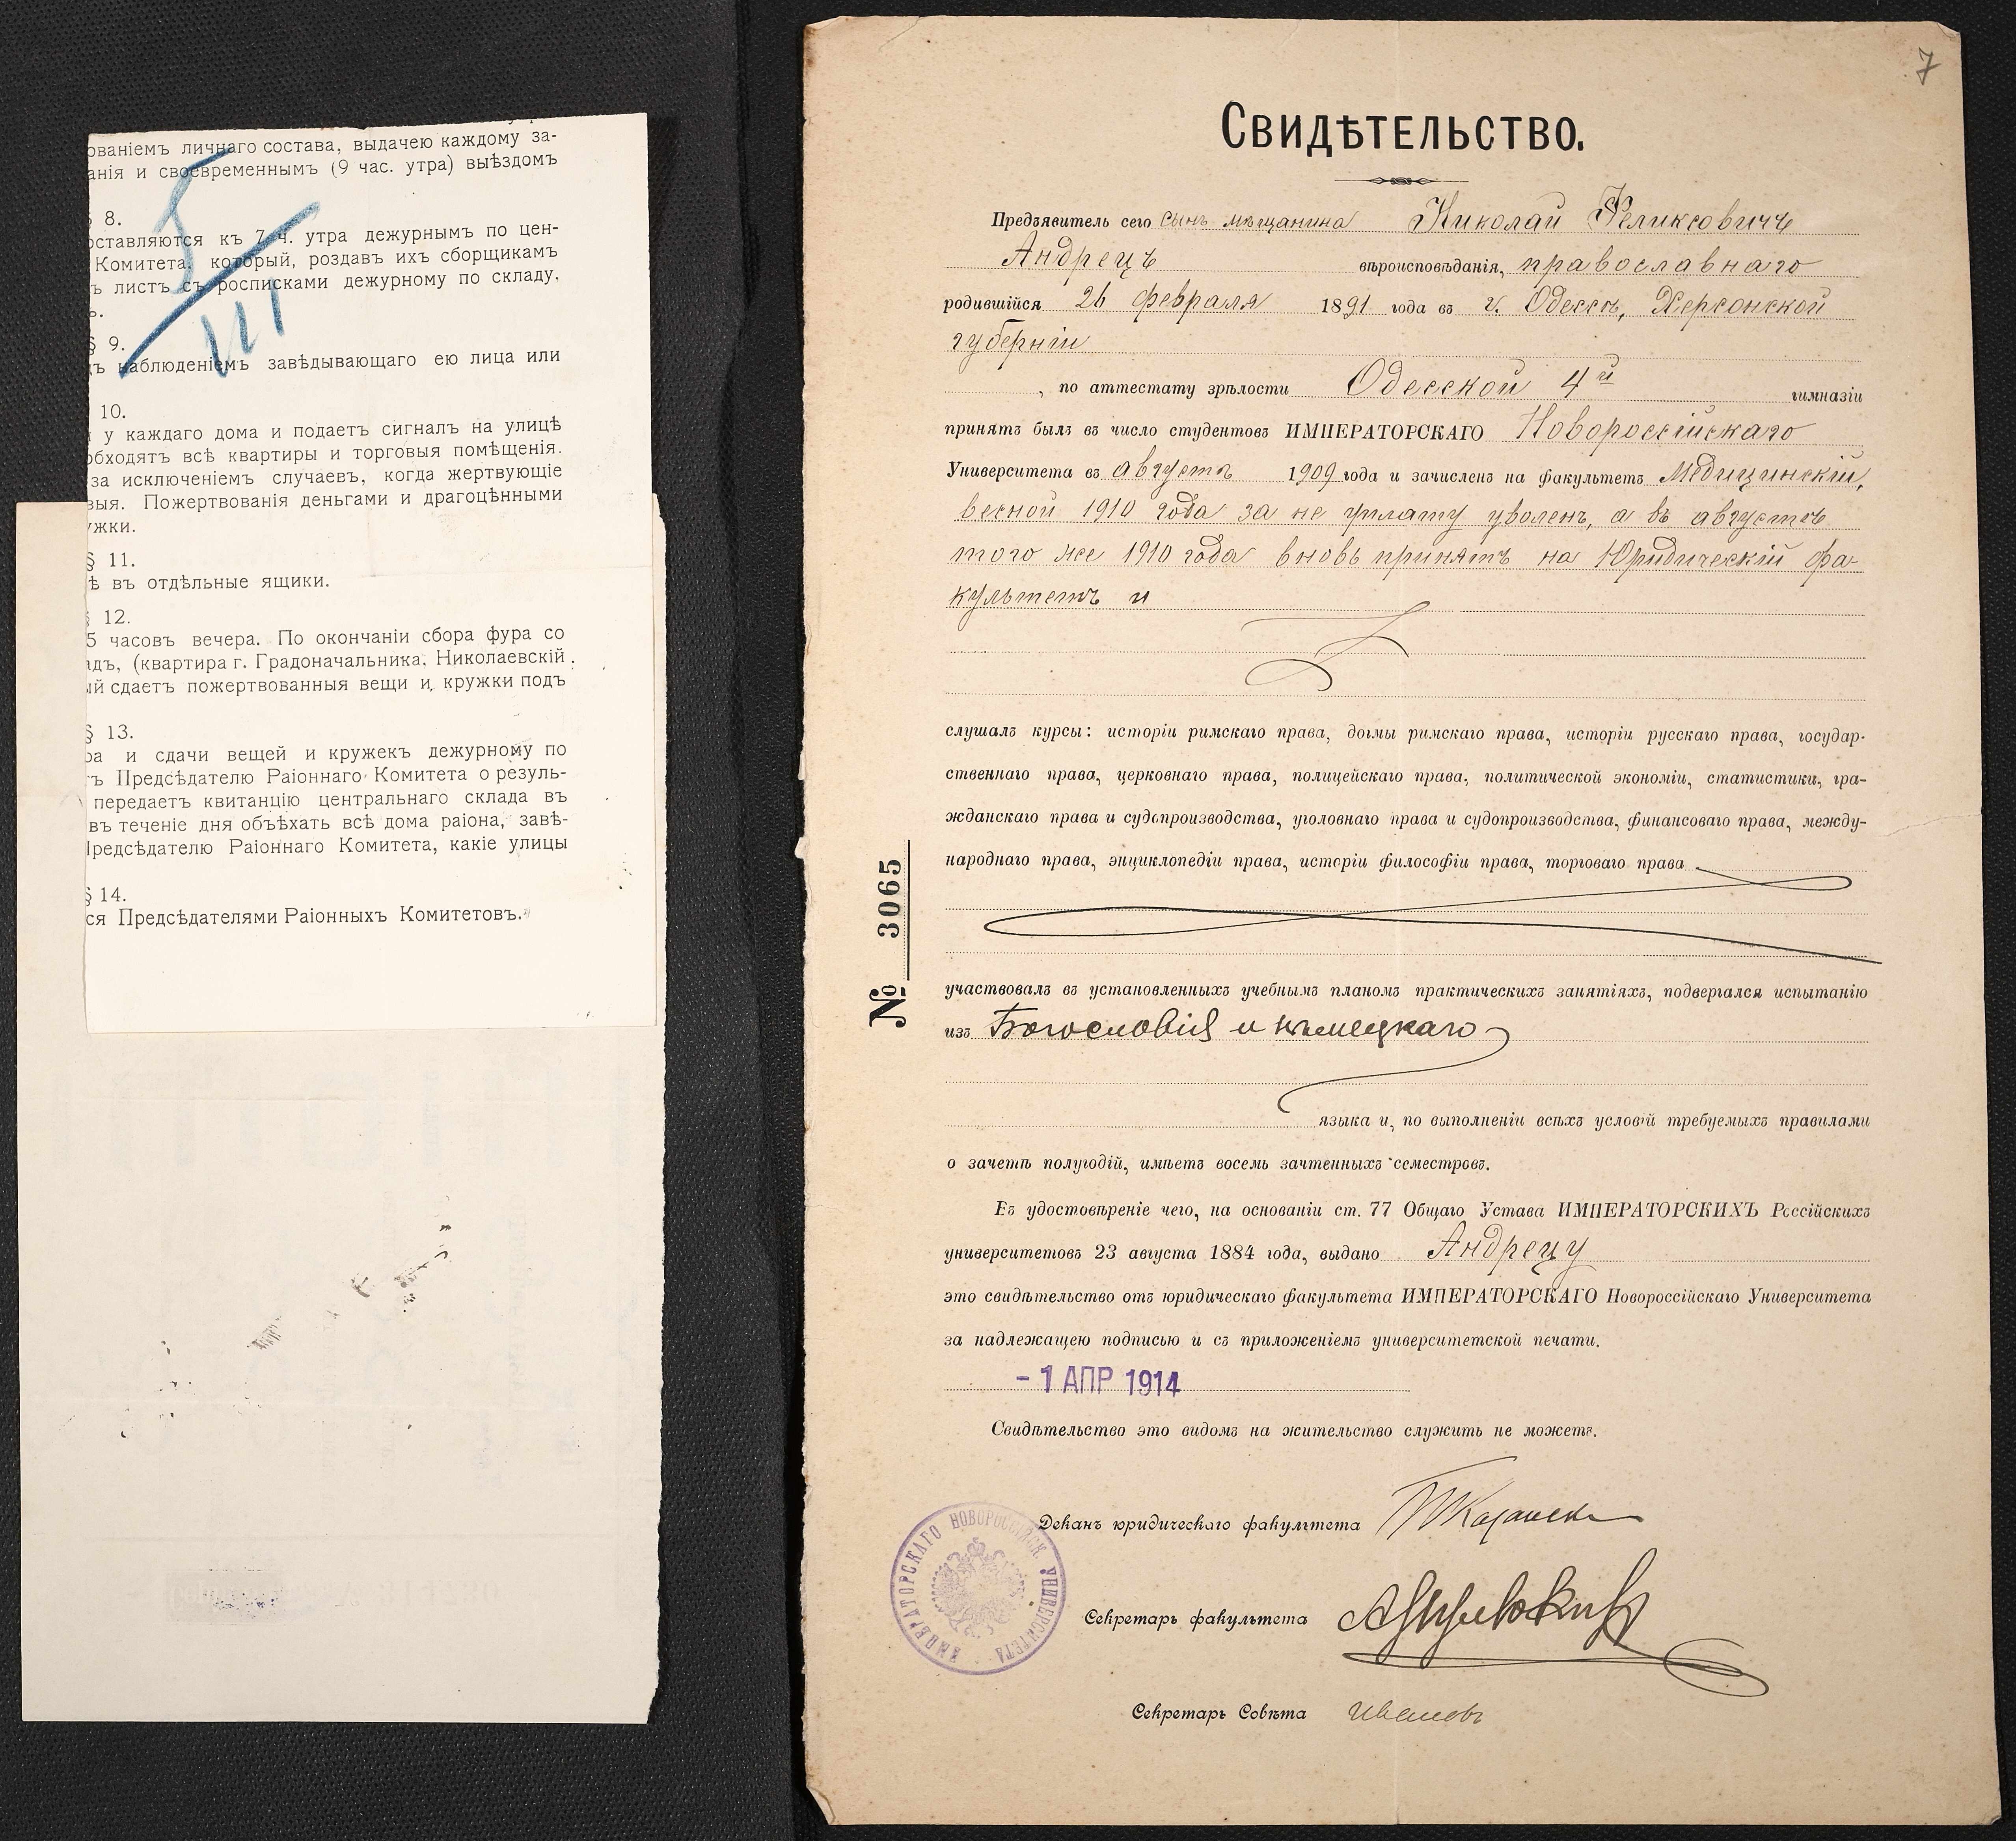 ованіемъ личнаго состава, выдачею каждому за-
анія и своевременнымъ (9 час. утра) выѣздомъ
5
III
§ 8.
оставляются къ 7 ч. утра дежурнымъ по цен-
Комитета, который, роздавъ ихъ сборщикамъ
ъ листъ съ росписками дежурному по складу,
ь.
§ 9.
дъ наблюденіемъ завѣдывающаго ею лица или
10.
у каждаго дома и подаетъ сигналъ на улицѣ
обходятъ всѣ квартиры и торговыя помѣщенія.
за исключеніемъ случаевъ, когда жертвующіе
выя. Пожертвованія деньгами и драгоцѣнными
ужки.
§ 11.
ѣ въ отдѣльные ящики.
§ 12.
5 часовъ вечера. По окончаніи сбора фура со
адъ, (квартира г. Градоначальника, Николаевскій
ый сдаетъ пожертвованныя вещи и кружки подъ
§ 13.
ра и сдачи вещей и кружекъ дежурному по
тъ Предсѣдателю Раіоннаго Комитета о резуль-
передаетъ квитанцію центральнаго склада въ
въ теченіе дня объѣхать всѣ дома раіона, завѣ-
Предсѣдателю Раіоннаго Комитета, какіе улицы
§ 14.
ся Предсѣдателями Раіонныхъ Комитетовъ.
7
СВИДѢТЕЛЬСТВО.
Предъявитель сего сынъ мѣщанина Николай Феликсовичъ
Андрецъ вѣроисповѣданія, православнаго
родившійся 26 февраля 1891 года въ г. Одессѣ, Херсонской
губерніи
, по аттестату зрѣлости Одесской 4й гимназіи
принятъ былъ въ число студентовъ ИМПЕРАТОРСКАГО Новороссійскаго
Университета въ августѣ 1909 года и зачисленъ на факультетъ Медицинскій,
весной 1910 года за не уплату уволенъ, а въ августѣ
того же 1910 года вновь принятъ на Юридическій фа-
культетъ и
слушалъ курсы: исторіи римскаго права, догмы римскаго права, исторіи русскаго права, государ-
ственнаго права, церковнаго права, полицейскаго права, политической экономіи, статистики, гра-
жданскаго права и судопроизводства, уголовнаго права и судопроизводства, финансоваго права, между-
народнаго права, энциклопедіи права, исторіи философіи права, торговаго права
№ 3065
участвовалъ въ установленныхъ учебнымъ планомъ практическихъ занятіяхъ, подвергался испытанію
изъ Богословія и нѣмецкаго
языка и, по выполненіи всѣхъ условій требуемыхъ правилами
о зачетѣ полугодій, имѣетъ восемь зачтенныхъ семестровъ.
Въ удостовѣреніе чего, на основаніи ст. 77 Общаго Устава ИМПЕРАТОРСКИХЪ Россійскихъ
университетовъ 23 августа 1884 года, выдано Андрецу
это свидѣтельство отъ юридическаго факультета ИМПЕРАТОРСКАГО Новороссійскаго Университета
за надлежащею подписью и съ приложеніемъ университетской печати.
- 1 АПР 1914
Свидѣтельство это видомъ на жительство служить не можетъ.
Деканъ юридическаго факультета П Казанск
ИМПЕРАТОРСКАГО НОВОРОССІЙСК. УНИВЕРСИТЕТА
Секретарь факультета
Секретарь Совѣта Ивановъ